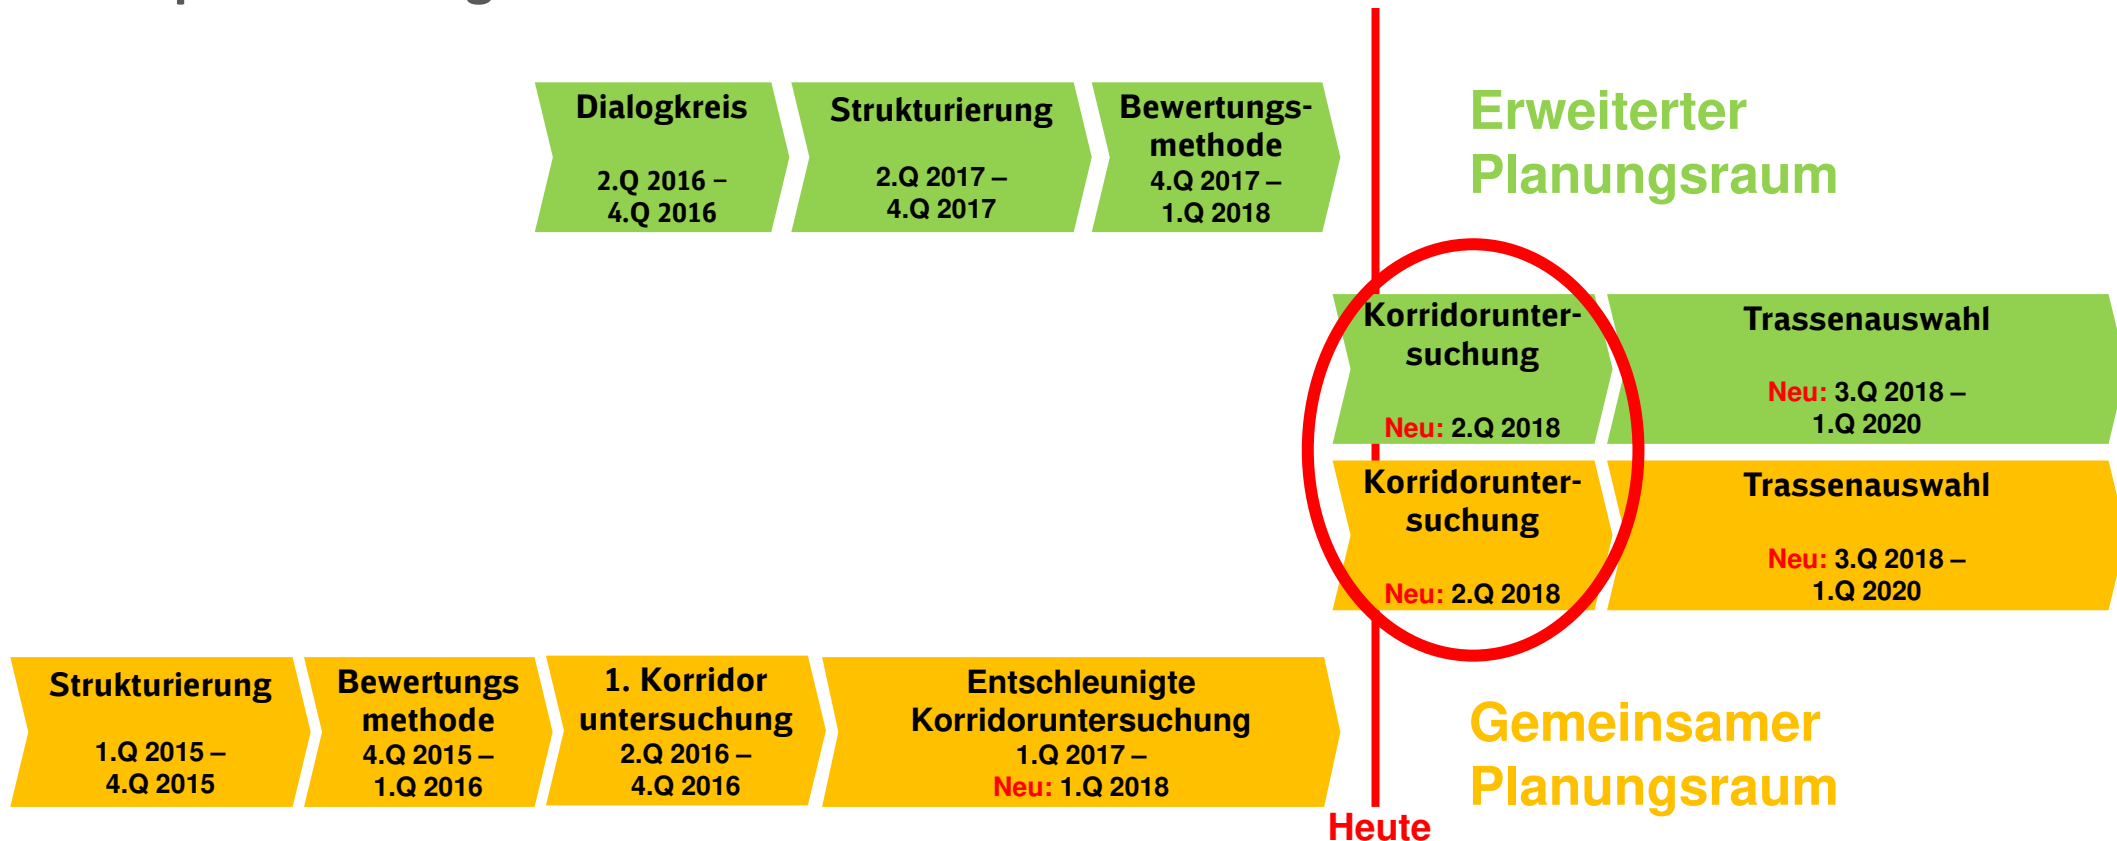 Dialogkreis
2.Q 2016 –
4.Q 2016
Strukturierung
2.Q 2017 –
4.Q 2017
Bewertungs-
methode
4.Q 2017 –
1.Q 2018
Erweiterter
Planungsraum
Korridorunter-
suchung
Neu: 2.Q 2018
Trassenauswahl
Neu: 3.Q 2018 –
1.Q 2020
Korridorunter-
suchung
Neu: 2.Q 2018
Trassenauswahl
Neu: 3.Q 2018 –
1.Q 2020
Strukturierung
1.Q 2015 –
4.Q 2015
Bewertungs
methode
4.Q 2015 –
1.Q 2016
1. Korridor
untersuchung
2.Q 2016 –
4.Q 2016
Entschleunigte
Korridoruntersuchung
1.Q 2017 –
Neu: 1.Q 2018
Gemeinsamer
Planungsraum
Heute